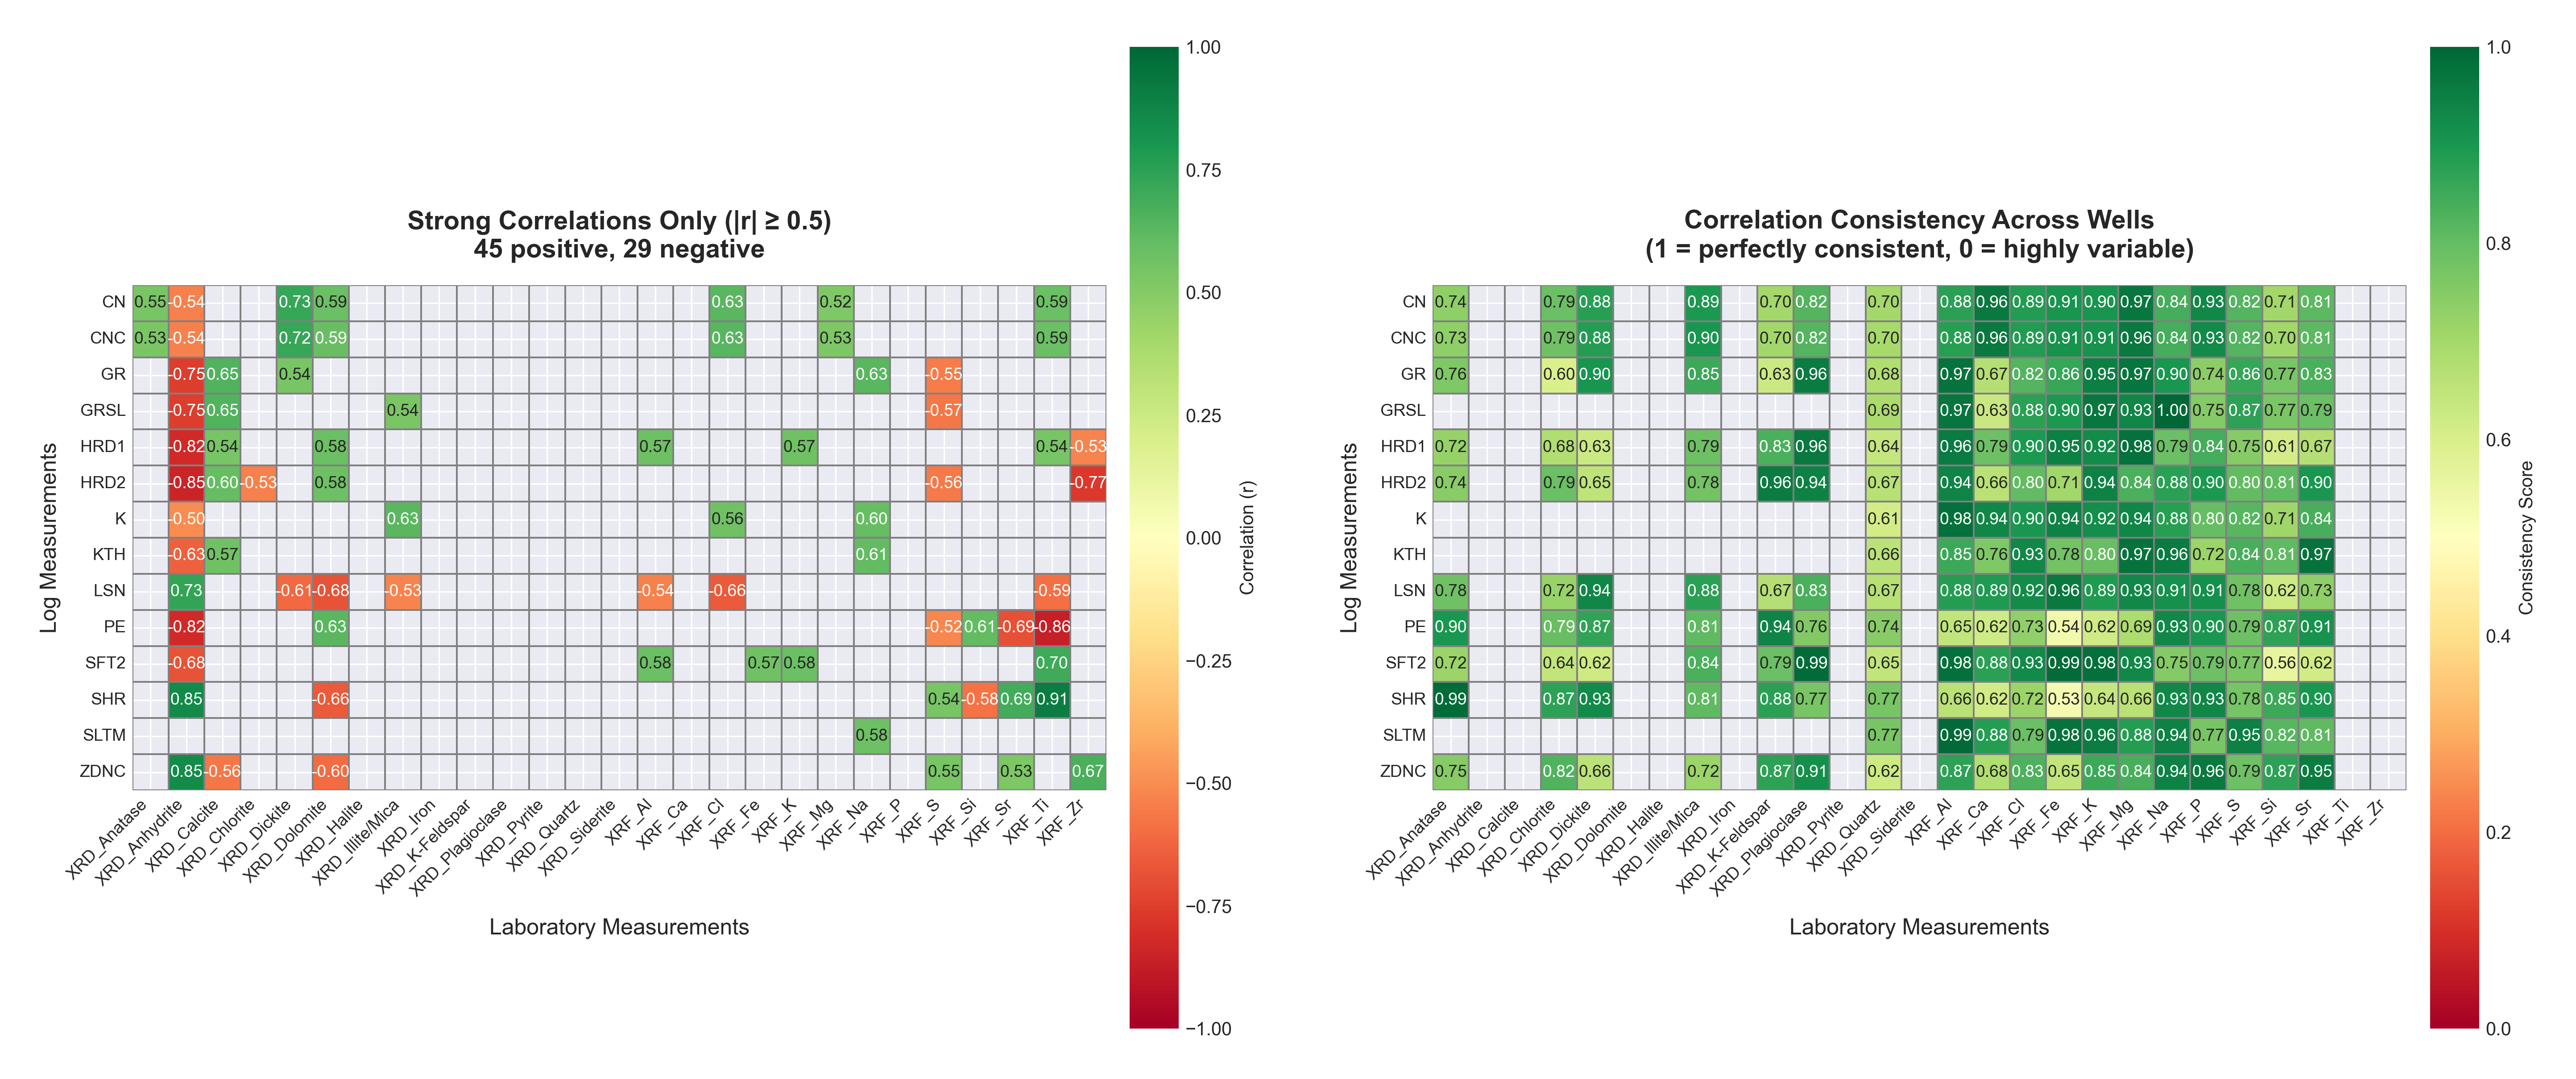 Strong Correlations Only (|r| ≥ 0.5)
45 positive, 29 negative
Log Measurements
CN 0.55 -0.54 0.73 0.59 0.63 0.52 0.59
CNC 0.53 -0.54 0.72 0.59 0.63 0.53 0.59
GR -0.75 0.65 0.54 0.63 -0.55
GRSL -0.75 0.65 0.54 -0.57
HRD1 -0.82 0.54 0.58 0.57 0.57 0.54 -0.53
HRD2 -0.85 0.60 -0.53 0.58 -0.56 -0.77
K -0.50 0.63 0.56 0.60
KTH -0.63 0.57 0.61
LSN 0.73 -0.61 -0.68 -0.53 -0.54 -0.66 -0.59
PE -0.82 0.63 -0.52 0.61 -0.69 -0.86
SFT2 -0.68 0.58 0.57 0.58 0.70
SHR 0.85 -0.66 0.54 -0.58 0.69 0.91
SLTM 0.58
ZDNC 0.85 -0.56 -0.60 0.55 0.53 0.67
XRD_Anatase
XRD_Anhydrite
XRD_Calcite
XRD_Chlorite
XRD_Dickite
XRD_Dolomite
XRD_Halite
XRD_Illite/Mica
XRD_Iron
XRD_K-Feldspar
XRD_Plagioclase
XRD_Pyrite
XRD_Quartz
XRD_Siderite
XRF_Al
XRF_Ca
XRF_Cl
XRF_Fe
XRF_K
XRF_Mg
XRF_Na
XRF_P
XRF_S
XRF_Si
XRF_Sr
XRF_Ti
XRF_Zr
Laboratory Measurements
1.00
0.75
0.50
0.25
0.00
−0.25
−0.50
−0.75
−1.00
Correlation (r)
Correlation Consistency Across Wells
(1 = perfectly consistent, 0 = highly variable)
Log Measurements
CN 0.74 0.79 0.88 0.89 0.70 0.82 0.70 0.88 0.96 0.89 0.91 0.90 0.97 0.84 0.93 0.82 0.71 0.81
CNC 0.73 0.79 0.88 0.90 0.70 0.82 0.70 0.88 0.96 0.89 0.91 0.91 0.96 0.84 0.93 0.82 0.70 0.81
GR 0.76 0.60 0.90 0.85 0.63 0.96 0.68 0.97 0.67 0.82 0.86 0.95 0.97 0.90 0.74 0.86 0.77 0.83
GRSL 0.69 0.97 0.63 0.88 0.90 0.97 0.93 1.00 0.75 0.87 0.77 0.79
HRD1 0.72 0.68 0.63 0.79 0.83 0.96 0.64 0.96 0.79 0.90 0.95 0.92 0.98 0.79 0.84 0.75 0.61 0.67
HRD2 0.74 0.79 0.65 0.78 0.96 0.94 0.67 0.94 0.66 0.80 0.71 0.94 0.84 0.88 0.90 0.80 0.81 0.90
K 0.61 0.98 0.94 0.90 0.94 0.92 0.94 0.88 0.80 0.82 0.71 0.84
KTH 0.66 0.85 0.76 0.93 0.78 0.80 0.97 0.96 0.72 0.84 0.81 0.97
LSN 0.78 0.72 0.94 0.88 0.67 0.83 0.67 0.88 0.89 0.92 0.96 0.89 0.93 0.91 0.91 0.78 0.62 0.73
PE 0.90 0.79 0.87 0.81 0.94 0.76 0.74 0.65 0.62 0.73 0.54 0.62 0.69 0.93 0.90 0.79 0.87 0.91
SFT2 0.72 0.64 0.62 0.84 0.79 0.99 0.65 0.98 0.88 0.93 0.99 0.98 0.93 0.75 0.79 0.77 0.56 0.62
SHR 0.99 0.87 0.93 0.81 0.88 0.77 0.77 0.66 0.62 0.72 0.53 0.64 0.66 0.93 0.93 0.78 0.85 0.90
SLTM 0.77 0.99 0.88 0.79 0.98 0.96 0.88 0.94 0.77 0.95 0.82 0.81
ZDNC 0.75 0.82 0.66 0.72 0.87 0.91 0.62 0.87 0.68 0.83 0.65 0.85 0.84 0.94 0.96 0.79 0.87 0.95
XRD_Anatase
XRD_Anhydrite
XRD_Calcite
XRD_Chlorite
XRD_Dickite
XRD_Dolomite
XRD_Halite
XRD_Illite/Mica
XRD_Iron
XRD_K-Feldspar
XRD_Plagioclase
XRD_Pyrite
XRD_Quartz
XRD_Siderite
XRF_Al
XRF_Ca
XRF_Cl
XRF_Fe
XRF_K
XRF_Mg
XRF_Na
XRF_P
XRF_S
XRF_Si
XRF_Sr
XRF_Ti
XRF_Zr
Laboratory Measurements
1.0
0.8
0.6
0.4
0.2
0.0
Consistency Score